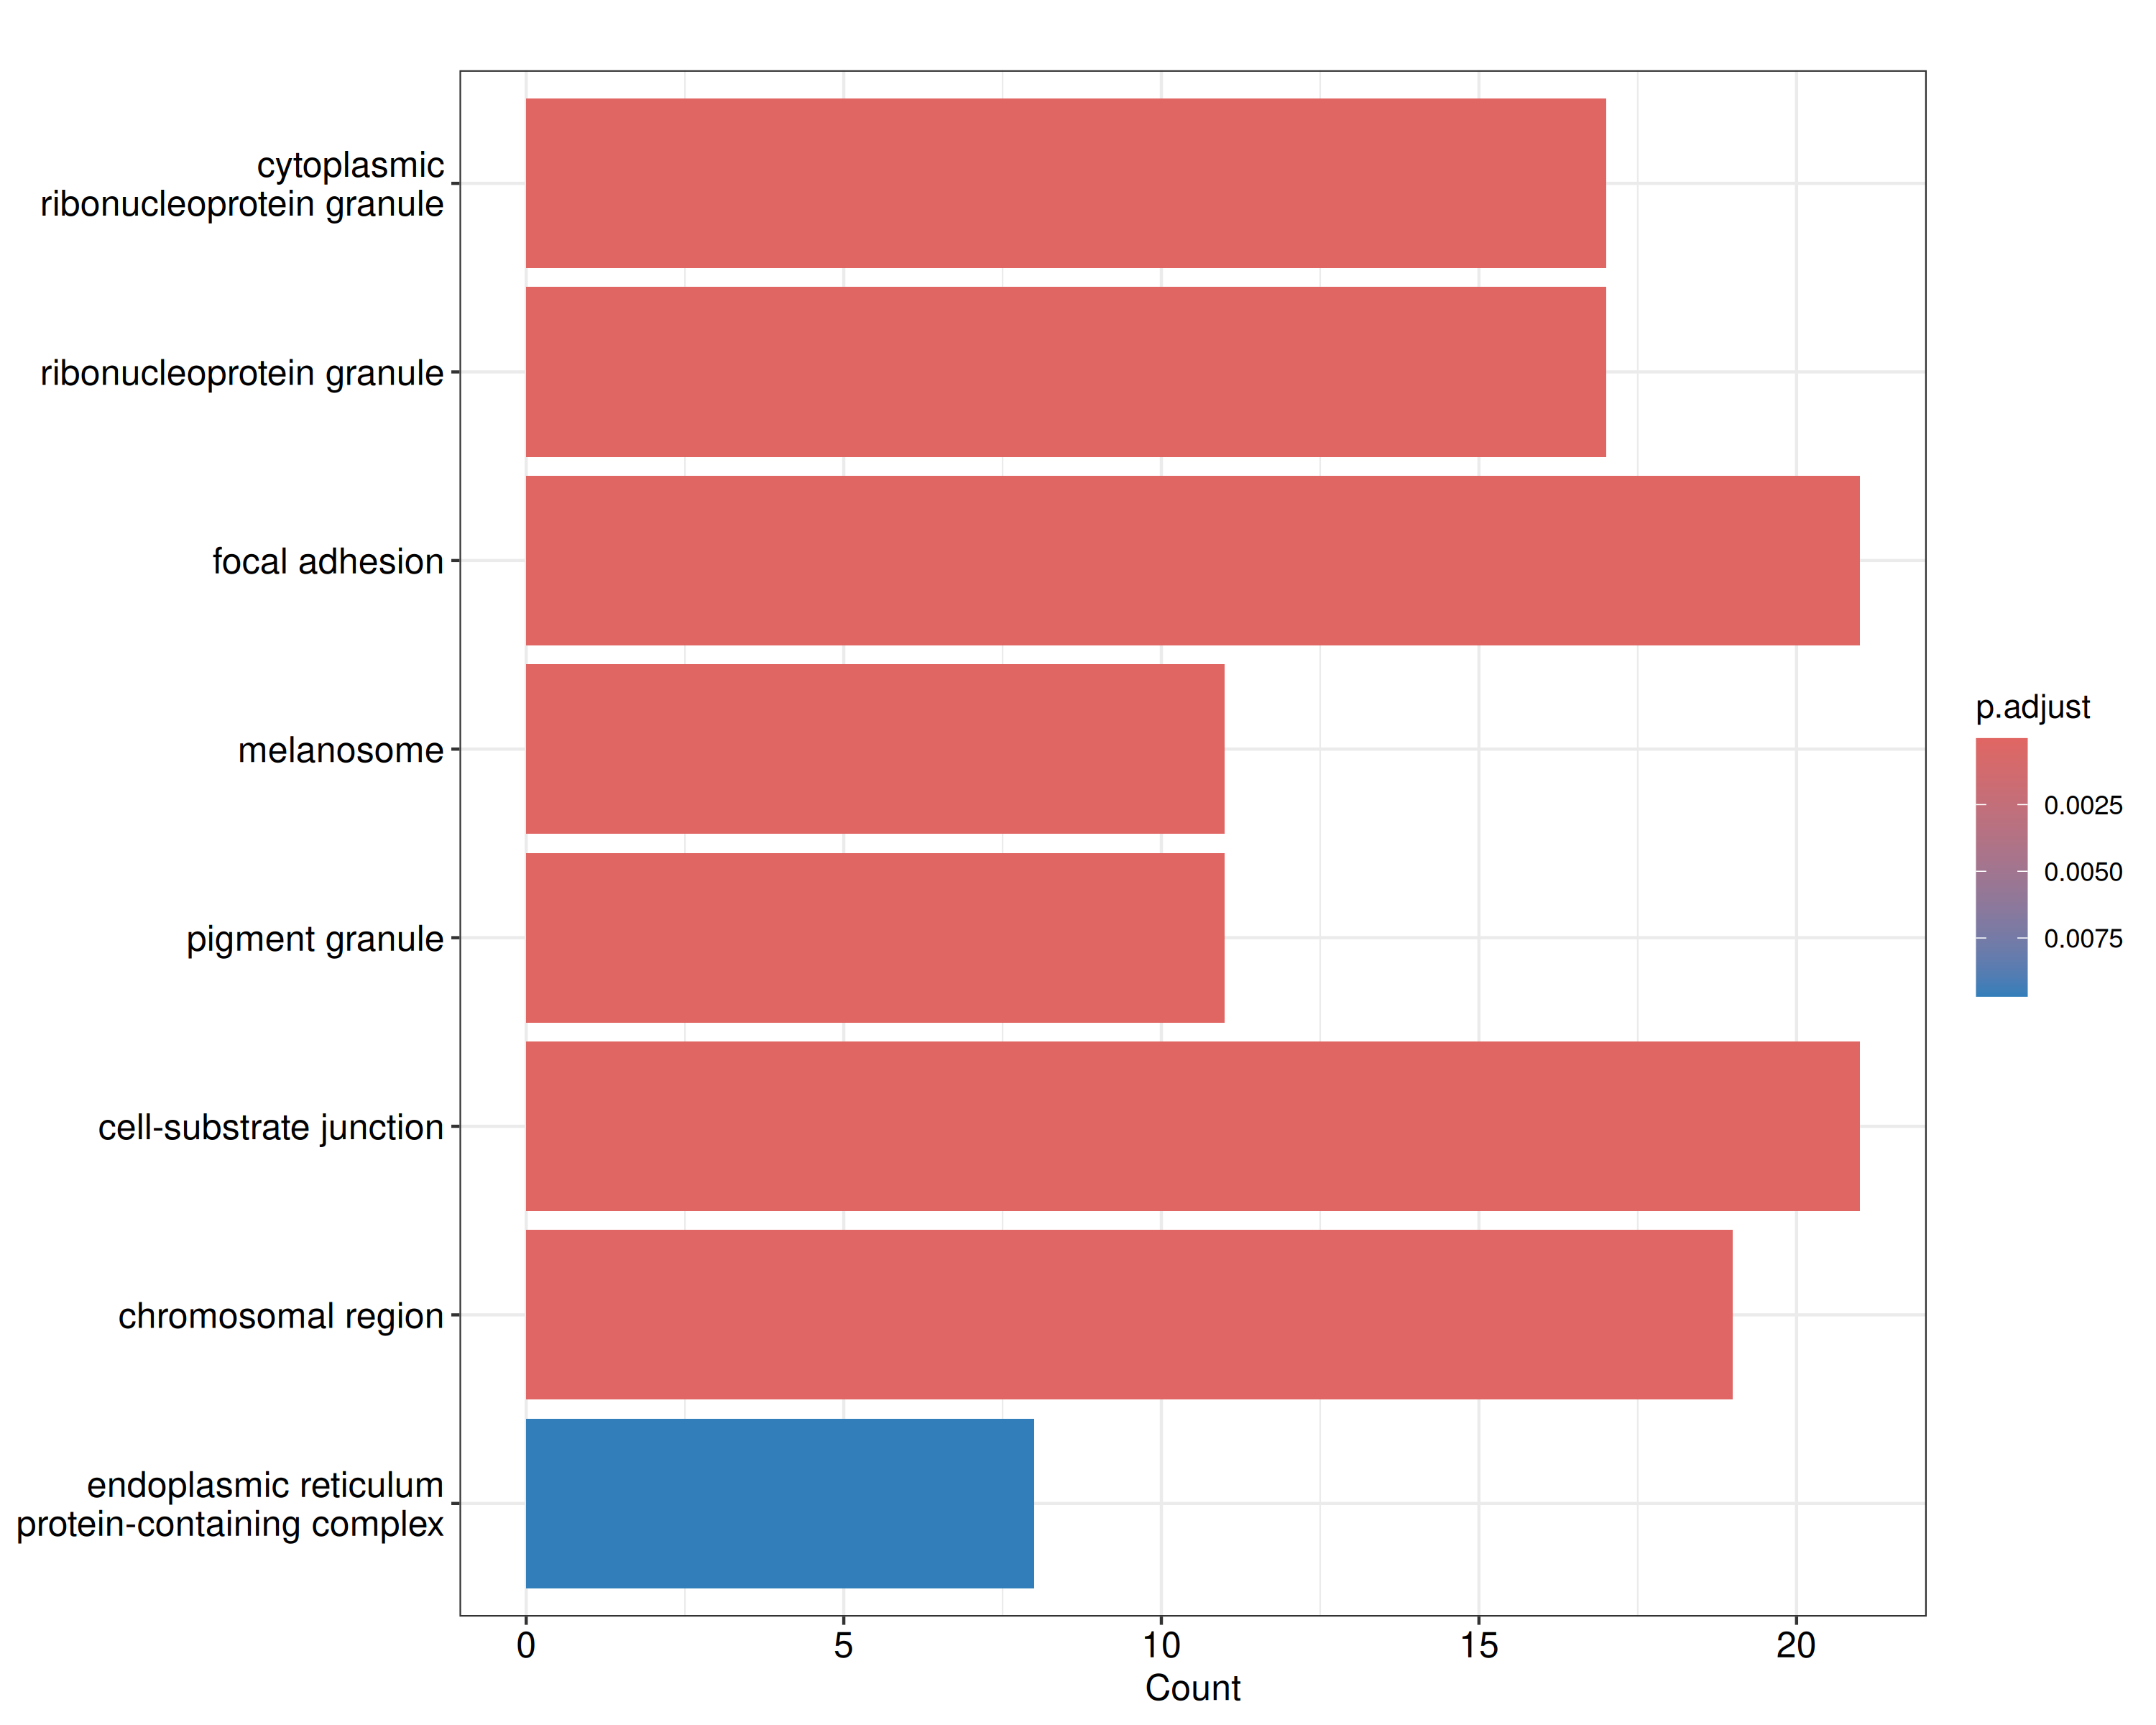 cytoplasmic
ribonucleoprotein granule
ribonucleoprotein granule
focal adhesion
melanosome
pigment granule
cell-substrate junction
chromosomal region
endoplasmic reticulum
protein-containing complex
0 5 10 15 20
Count
p.adjust
0.0025
0.0050
0.0075